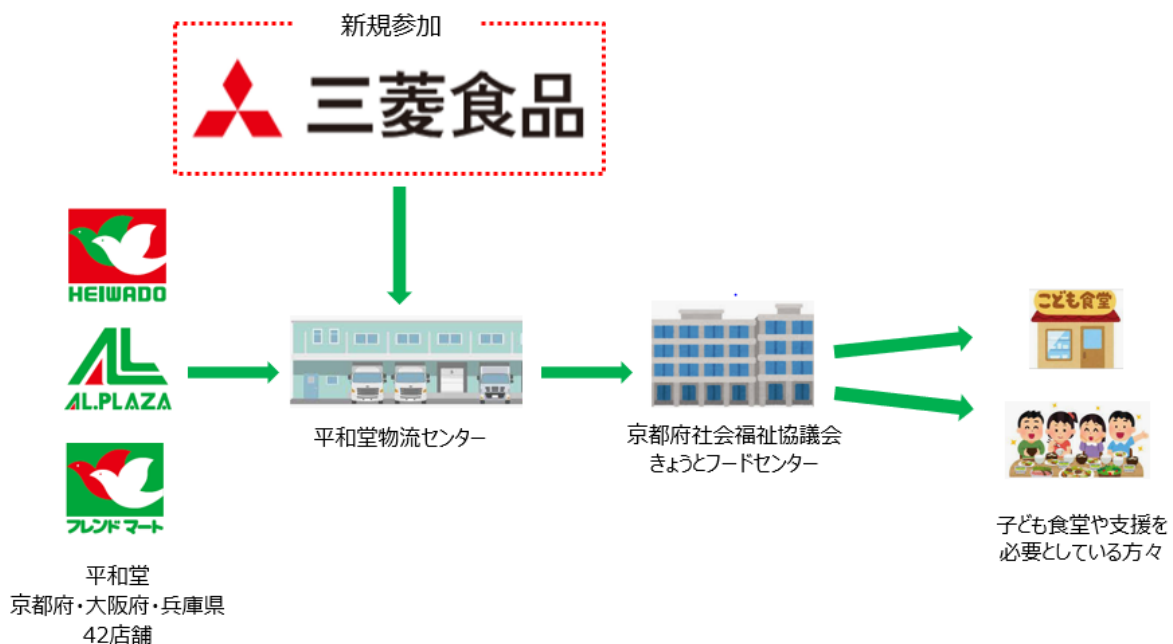 新規参加
三菱食品
HEIWADO
AL.PLAZA
フレンドマート
平和堂
京都府・大阪府・兵庫県
42店舗
平和堂物流センター
京都府社会福祉協議会
きょうとフードセンター
こども食堂
子ども食堂や支援を
必要としている方々